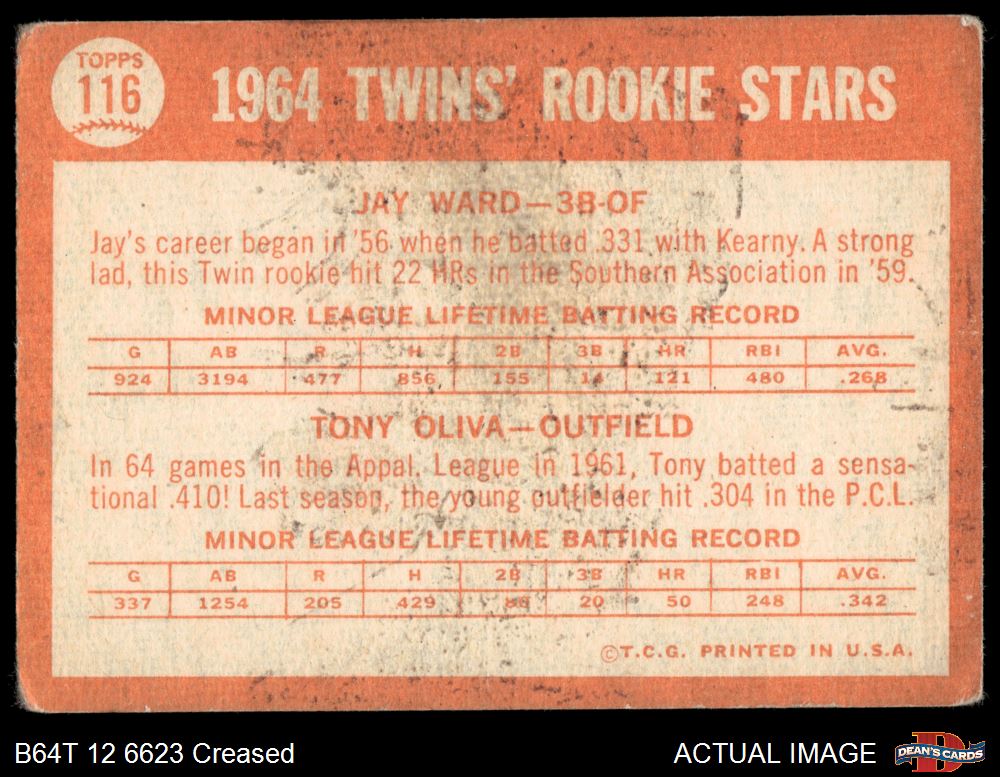 TOPPS
116
1964 TWINS' ROOKIE STARS
JAY WARD—3B-OF
Jay's career began in '56 when he batted .331 with Kearny. A strong
lad, this Twin rookie hit 22 HRs in the Southern Association in '59.
MINOR LEAGUE LIFETIME BATTING RECORD
G AB R H 2B 3B HR RBI AVG.
924 3194 477 856 155 14 121 480 .268
TONY OLIVA—OUTFIELD
In 64 games in the Appal. League in 1961, Tony batted a sensa-
tional .410! Last season, the young outfielder hit .304 in the P.C.L.
MINOR LEAGUE LIFETIME BATTING RECORD
G AB R H 2B 3B HR RBI AVG.
337 1254 205 429 20 50 248 .342
©T.C.G. PRINTED IN U.S.A.
B64T 12 6623 Creased
ACTUAL IMAGE
DEAN'S CARDS